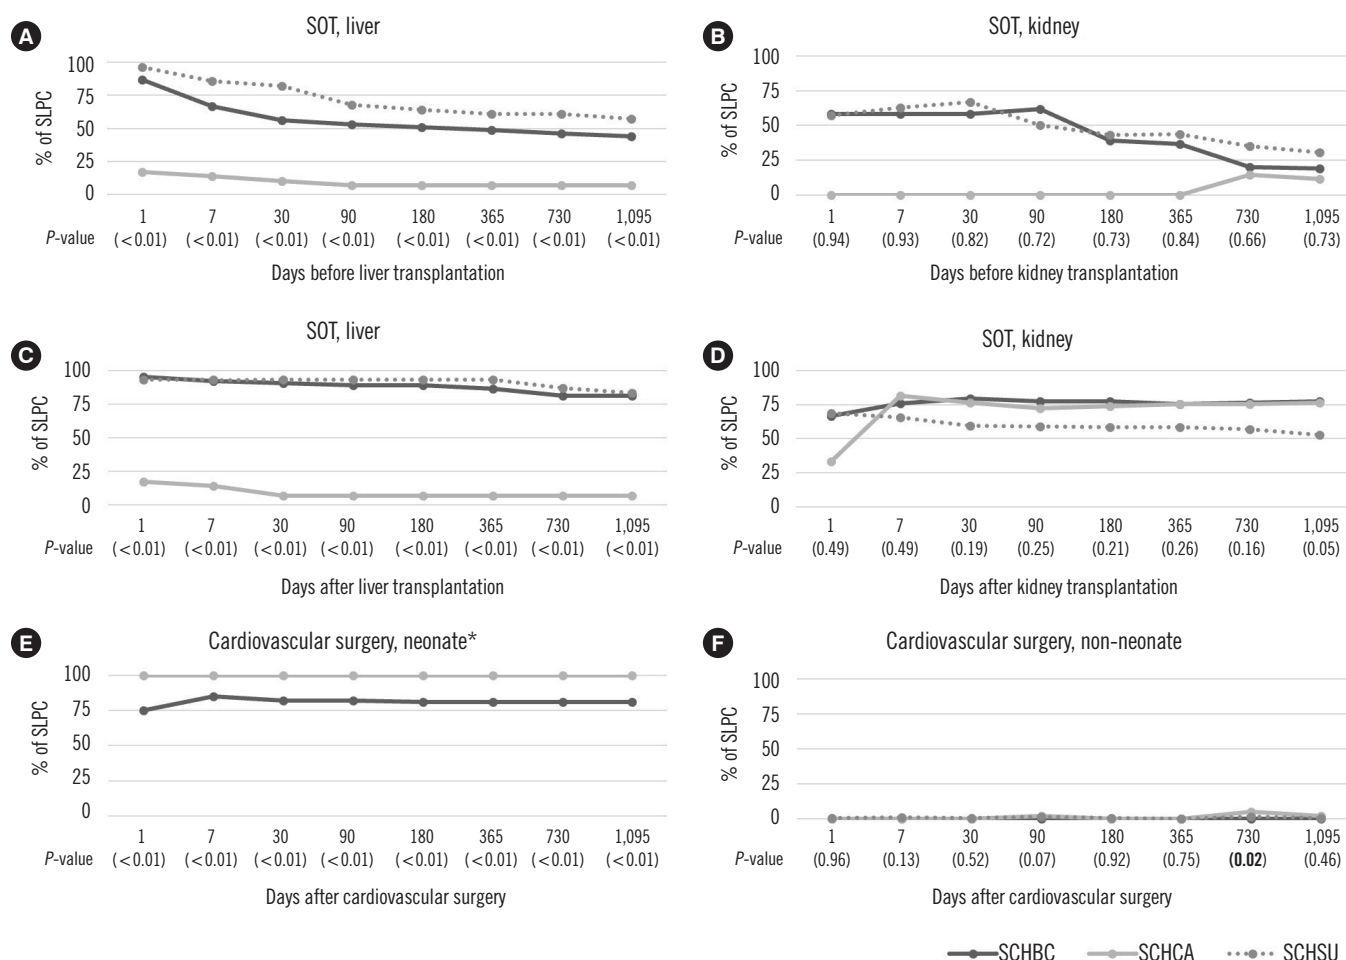 A
SOT, liver
% of SLPC
100
75
50
25
0
1 7 30 90 180 365 730 1,095
P-value (<0.01) (<0.01) (<0.01) (<0.01) (<0.01) (<0.01) (<0.01) (<0.01)
Days before liver transplantation
B
SOT, kidney
% of SLPC
100
75
50
25
0
1 7 30 90 180 365 730 1,095
P-value (0.94) (0.93) (0.82) (0.72) (0.73) (0.84) (0.66) (0.73)
Days before kidney transplantation
C
SOT, liver
% of SLPC
100
75
50
25
0
1 7 30 90 180 365 730 1,095
P-value (<0.01) (<0.01) (<0.01) (<0.01) (<0.01) (<0.01) (<0.01) (<0.01)
Days after liver transplantation
D
SOT, kidney
% of SLPC
100
75
50
25
0
1 7 30 90 180 365 730 1,095
P-value (0.49) (0.49) (0.19) (0.25) (0.21) (0.26) (0.16) (0.05)
Days after kidney transplantation
E
Cardiovascular surgery, neonate*
% of SLPC
100
75
50
25
0
1 7 30 90 180 365 730 1,095
P-value (<0.01) (<0.01) (<0.01) (<0.01) (<0.01) (<0.01) (<0.01) (<0.01)
Days after cardiovascular surgery
F
Cardiovascular surgery, non-neonate
% of SLPC
100
75
50
25
0
1 7 30 90 180 365 730 1,095
P-value (0.96) (0.13) (0.52) (0.07) (0.92) (0.75) (0.02) (0.46)
Days after cardiovascular surgery
SCHBC SCHCA SCHSU